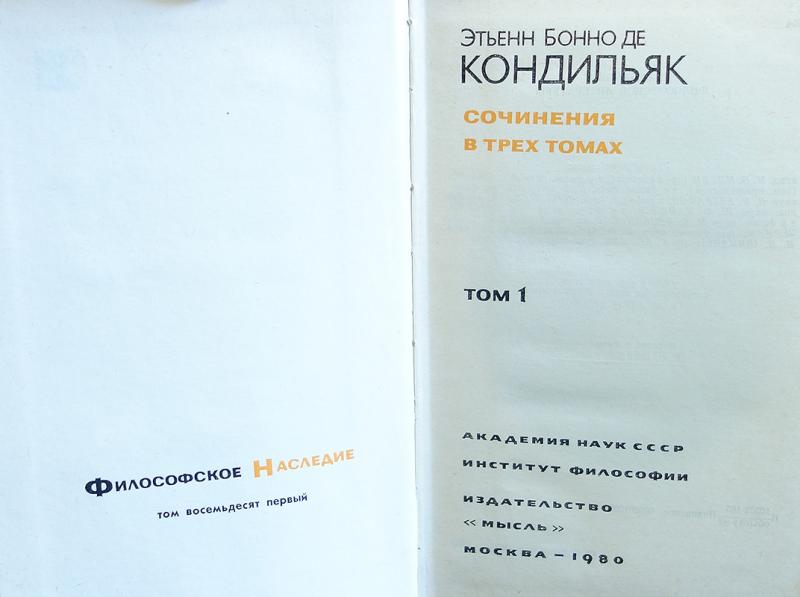 Философское Наследие
том восемьдесят первый
Этьенн Бонно де
КОНДИЛЬЯК
СОЧИНЕНИЯ
В ТРЕХ ТОМАХ
ТОМ 1
АКАДЕМИЯ НАУК СССР
ИНСТИТУТ ФИЛОСОФИИ
ИЗДАТЕЛЬСТВО
« МЫСЛЬ »
МОСКВА – 1980